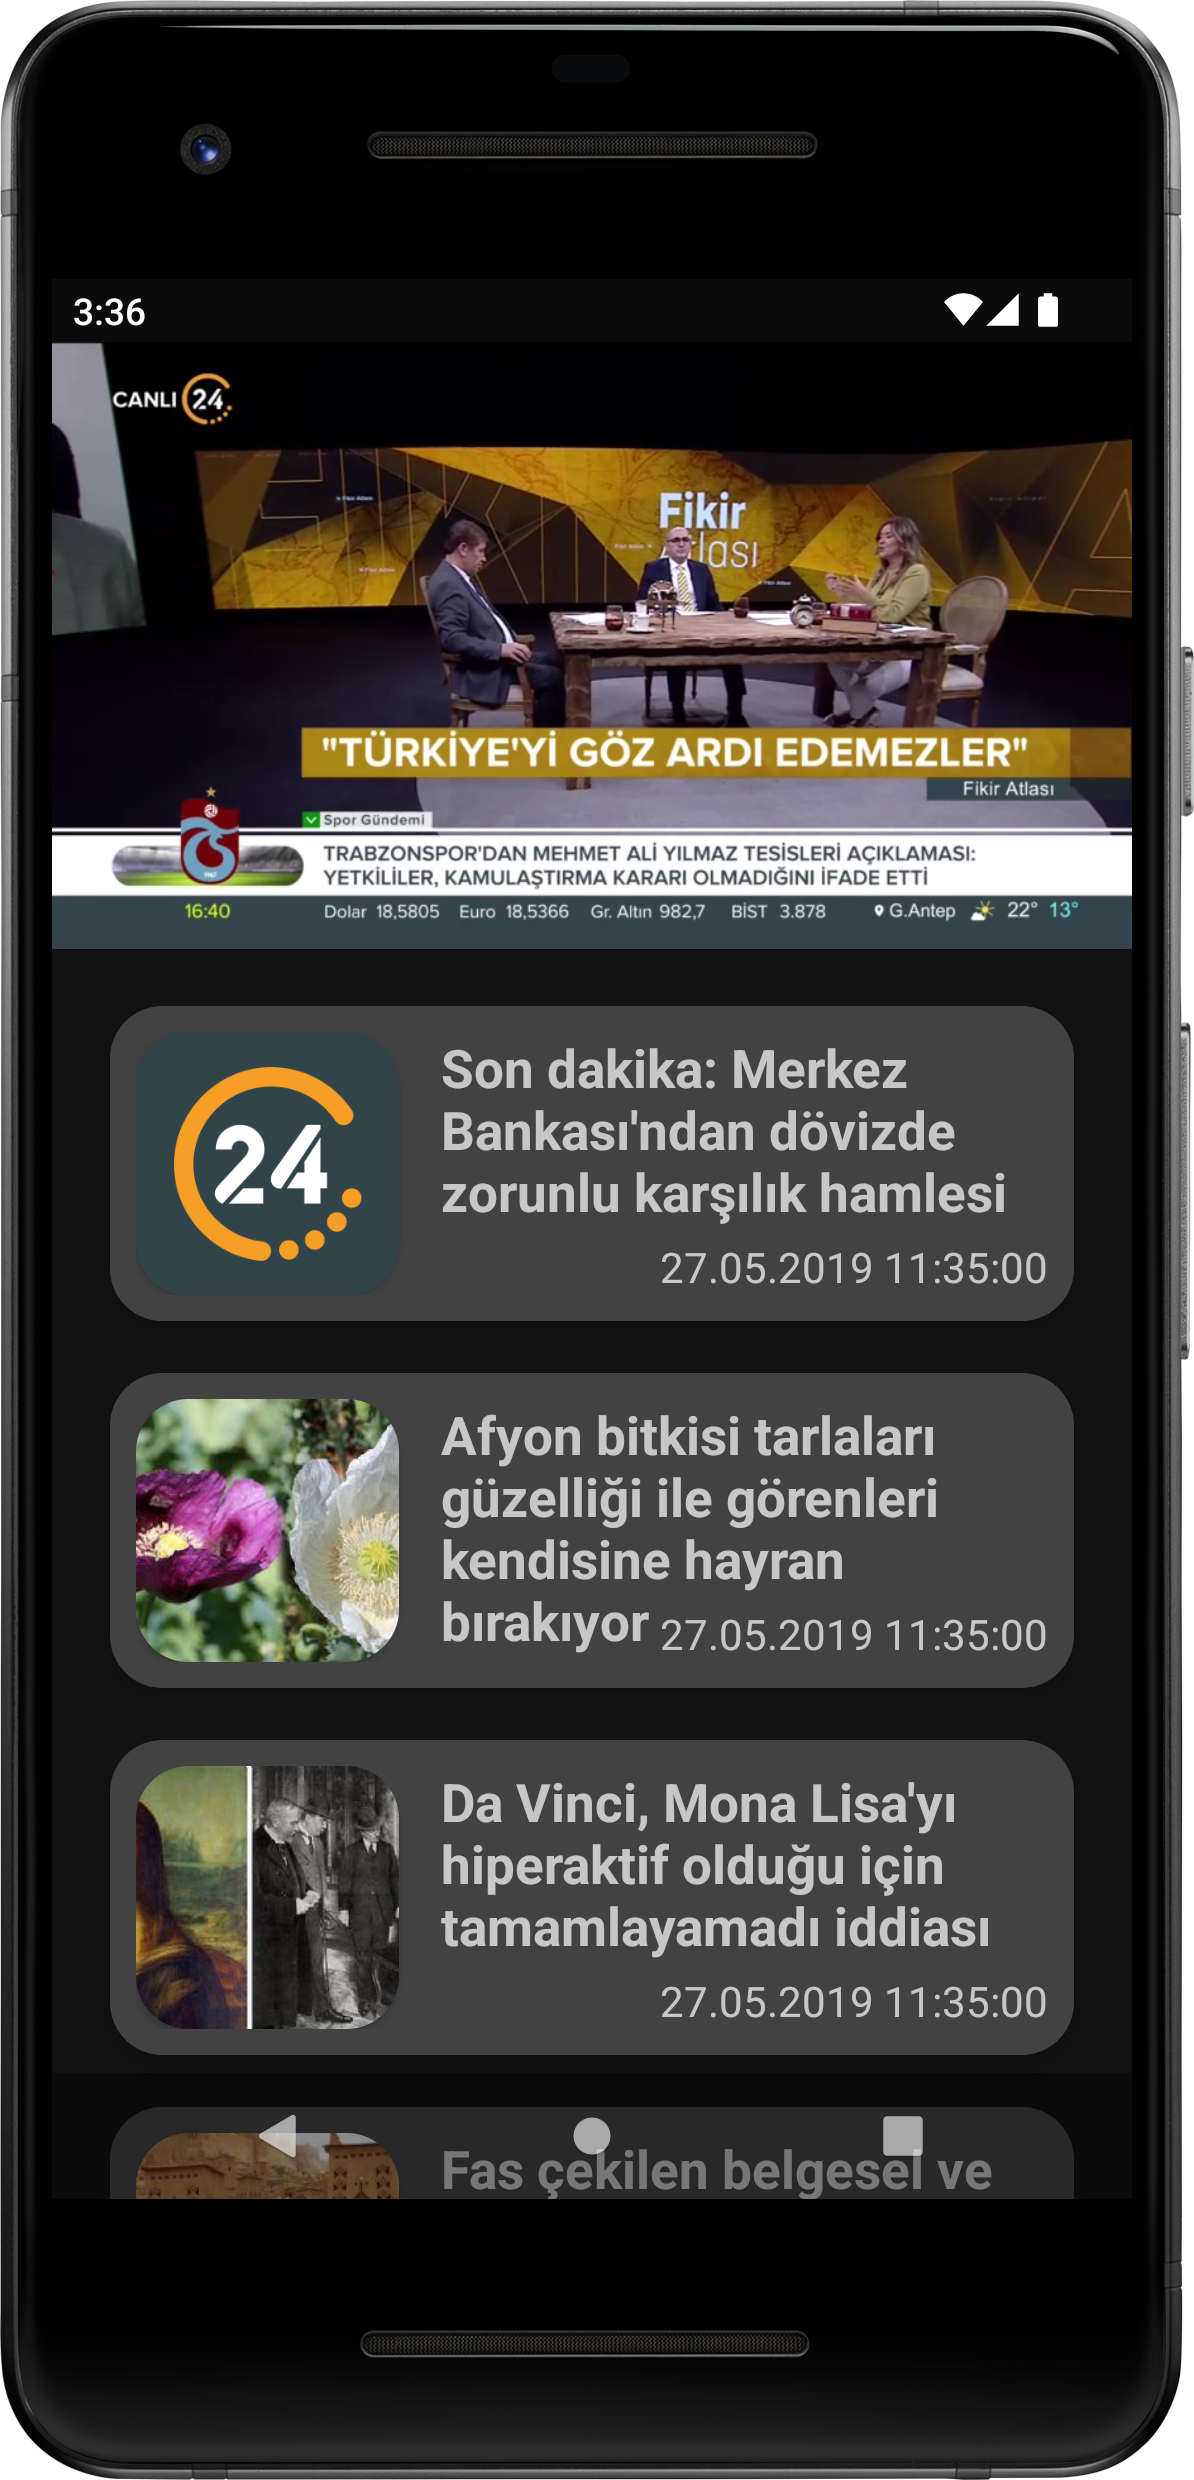 3:36
CANLI 24
Fikir
Atlası
"TÜRKİYE'Yİ GÖZ ARDI EDEMEZLER"
Fikir Atlası
Spor Gündemi
TRABZONSPOR'DAN MEHMET ALİ YILMAZ TESİSLERİ AÇIKLAMASI:
YETKİLİLER, KAMULAŞTIRMA KARARI OLMADIĞINI İFADE ETTİ
16:40 Dolar 18,5805 Euro 18,5366 Gr. Altın 982,7 BİST 3.878 G.Antep 22° 13°
24
Son dakika: Merkez
Bankası'ndan dövizde
zorunlu karşılık hamlesi
27.05.2019 11:35:00
Afyon bitkisi tarlaları
güzelliği ile görenleri
kendisine hayran
bırakıyor 27.05.2019 11:35:00
Da Vinci, Mona Lisa'yı
hiperaktif olduğu için
tamamlayamadı iddiası
27.05.2019 11:35:00
Fas çekilen belgesel ve